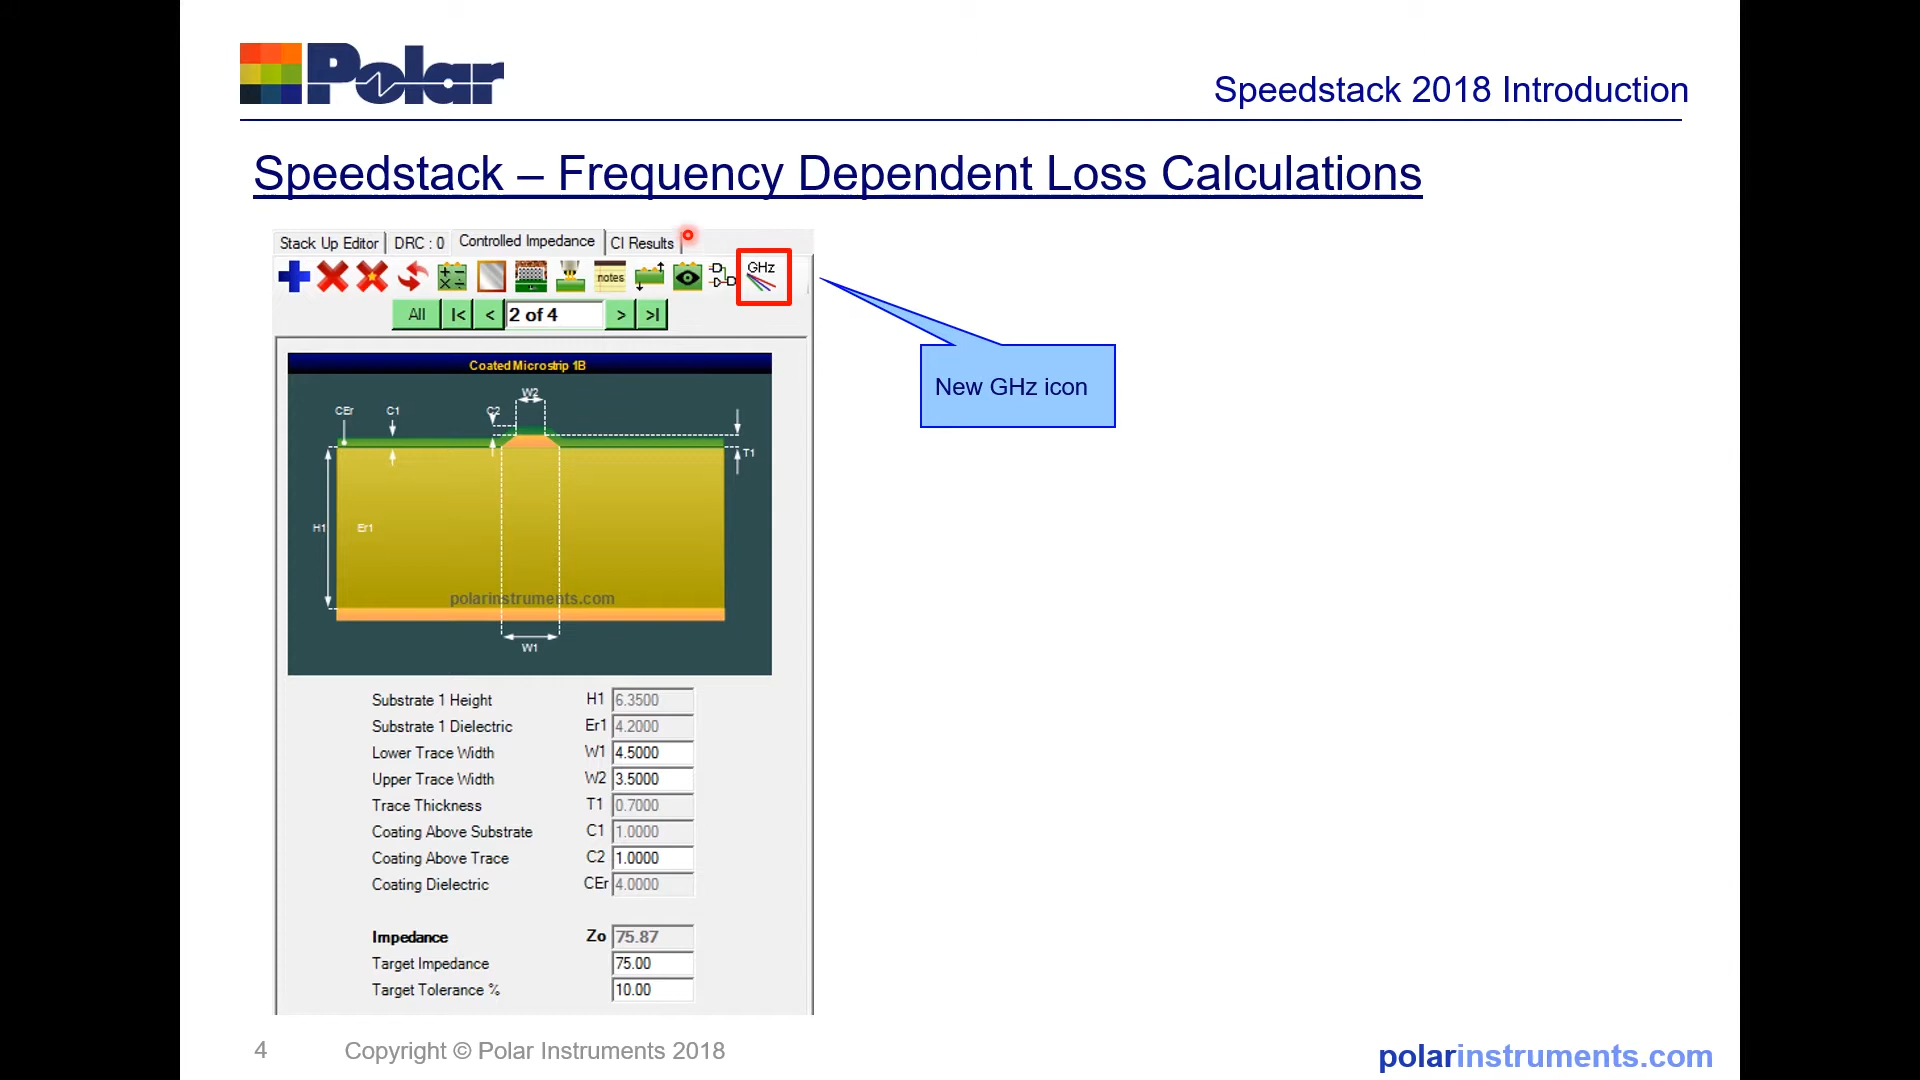 Polar
Speedstack 2018 Introduction
Speedstack – Frequency Dependent Loss Calculations
Stack Up Editor DRC : 0 Controlled Impedance CI Results
notes GHz
All |< < 2 of 4 > >|
New GHz icon
Coated Microstrip 1B
W2
CEr C1 C2
T1
H1 Er1
polarinstruments.com
W1
Substrate 1 Height H1 6.3500
Substrate 1 Dielectric Er1 4.2000
Lower Trace Width W1 4.5000
Upper Trace Width W2 3.5000
Trace Thickness T1 0.7000
Coating Above Substrate C1 1.0000
Coating Above Trace C2 1.0000
Coating Dielectric CEr 4.0000
Impedance Zo 75.87
Target Impedance 75.00
Target Tolerance % 10.00
4 Copyright © Polar Instruments 2018
polarinstruments.com